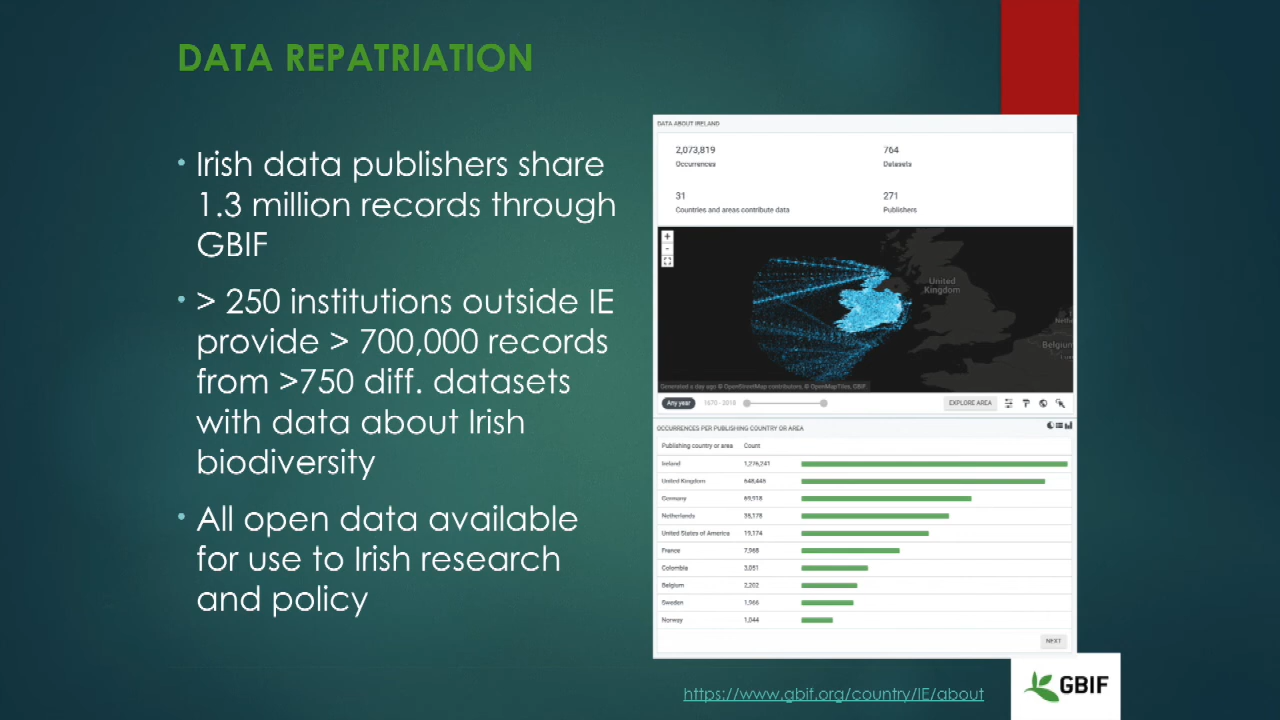 DATA REPATRIATION
• Irish data publishers share
1.3 million records through
GBIF
• > 250 institutions outside IE
provide > 700,000 records
from >750 diff. datasets
with data about Irish
biodiversity
• All open data available
for use to Irish research
and policy
DATA ABOUT IRELAND
2,073,819
Occurrences
764
Datasets
31
Countries and areas contribute data
271
Publishers
+
-
United
Kingdom
Belgium
Generated a day ago © OpenStreetMap contributors, © OpenMapTiles, GBIF
Any year
1670 - 2018
EXPLORE AREA
OCCURRENCES PER PUBLISHING COUNTRY OR AREA
Publishing country or area Count
Ireland 1,276,241
United Kingdom 648,446
Germany 69,918
Netherlands 38,178
United States of America 19,174
France 7,968
Colombia 3,051
Belgium 2,202
Sweden 1,966
Norway 1,044
NEXT
https://www.gbif.org/country/IE/about
GBIF